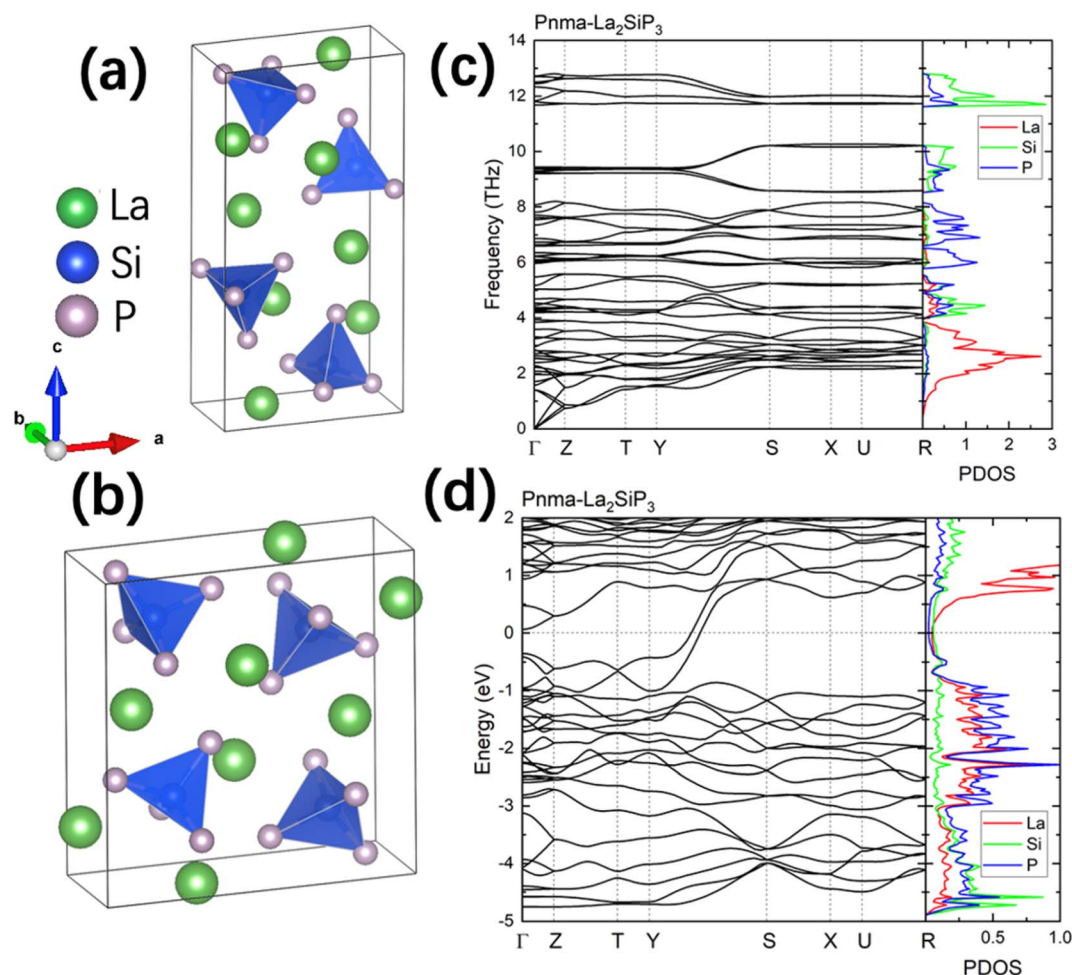 (a)
La
Si
P
c
b
a
(b)
(c)
Pnma-La₂SiP₃
Frequency (THz)
14
12
10
8
6
4
2
0
Γ Z T Y S X U R
1 2 3
PDOS
La
Si
P
(d)
Pnma-La₂SiP₃
Energy (eV)
2
1
0
-1
-2
-3
-4
-5
Γ Z T Y S X U R
0.5 1.0
PDOS
La
Si
P